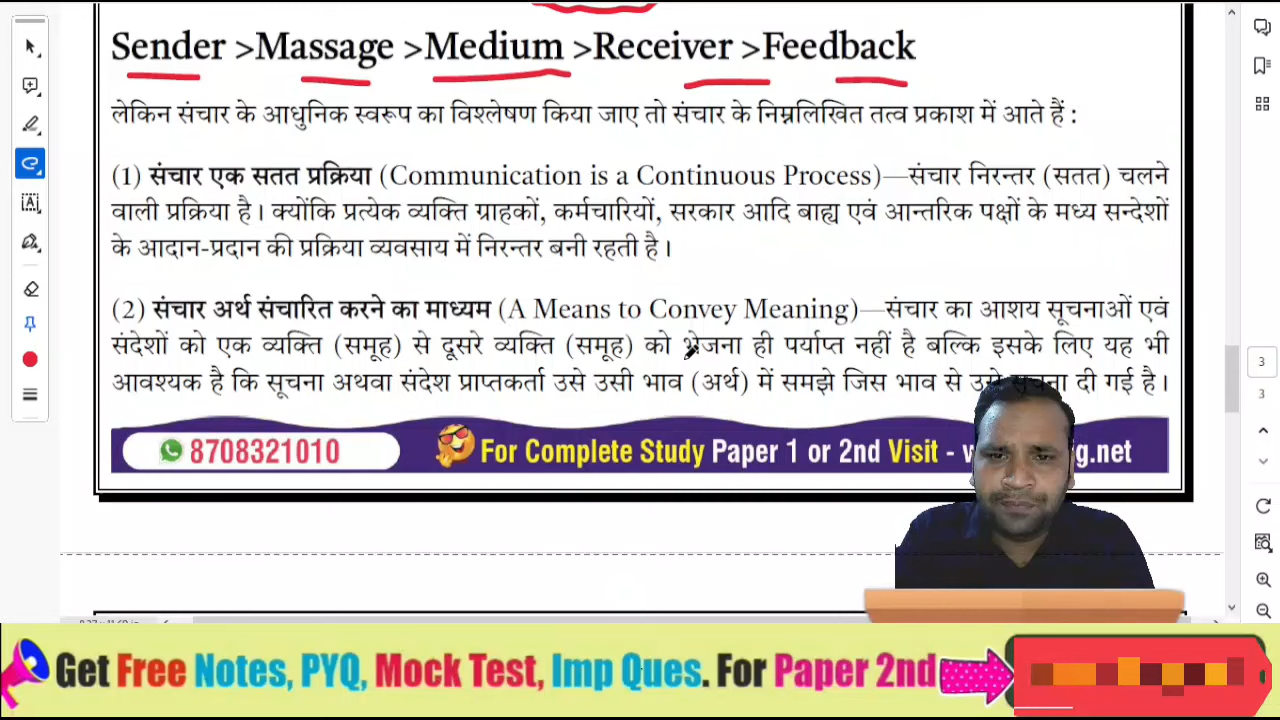 Sender >Massage >Medium >Receiver >Feedback
लेकिन संचार के आधुनिक स्वरूप का विश्लेषण किया जाए तो संचार के निम्नलिखित तत्व प्रकाश में आते हैं :
(1) संचार एक सतत प्रक्रिया (Communication is a Continuous Process)—संचार निरन्तर (सतत) चलने
वाली प्रक्रिया है। क्योंकि प्रत्येक व्यक्ति ग्राहकों, कर्मचारियों, सरकार आदि बाह्य एवं आन्तरिक पक्षों के मध्य सन्देशों
के आदान-प्रदान की प्रक्रिया व्यवसाय में निरन्तर बनी रहती है।
(2) संचार अर्थ संचारित करने का माध्यम (A Means to Convey Meaning)—संचार का आशय सूचनाओं एवं
संदेशों को एक व्यक्ति (समूह) से दूसरे व्यक्ति (समूह) को भेजना ही पर्याप्त नहीं है बल्कि इसके लिए यह भी
आवश्यक है कि सूचना अथवा संदेश प्राप्तकर्ता उसे उसी भाव (अर्थ) में समझे जिस भाव से उसे सूचना दी गई है।
8708321010 For Complete Study Paper 1 or 2nd Visit - g.net
3
3
Get Free Notes, PYQ, Mock Test, Imp Ques. For Paper 2nd